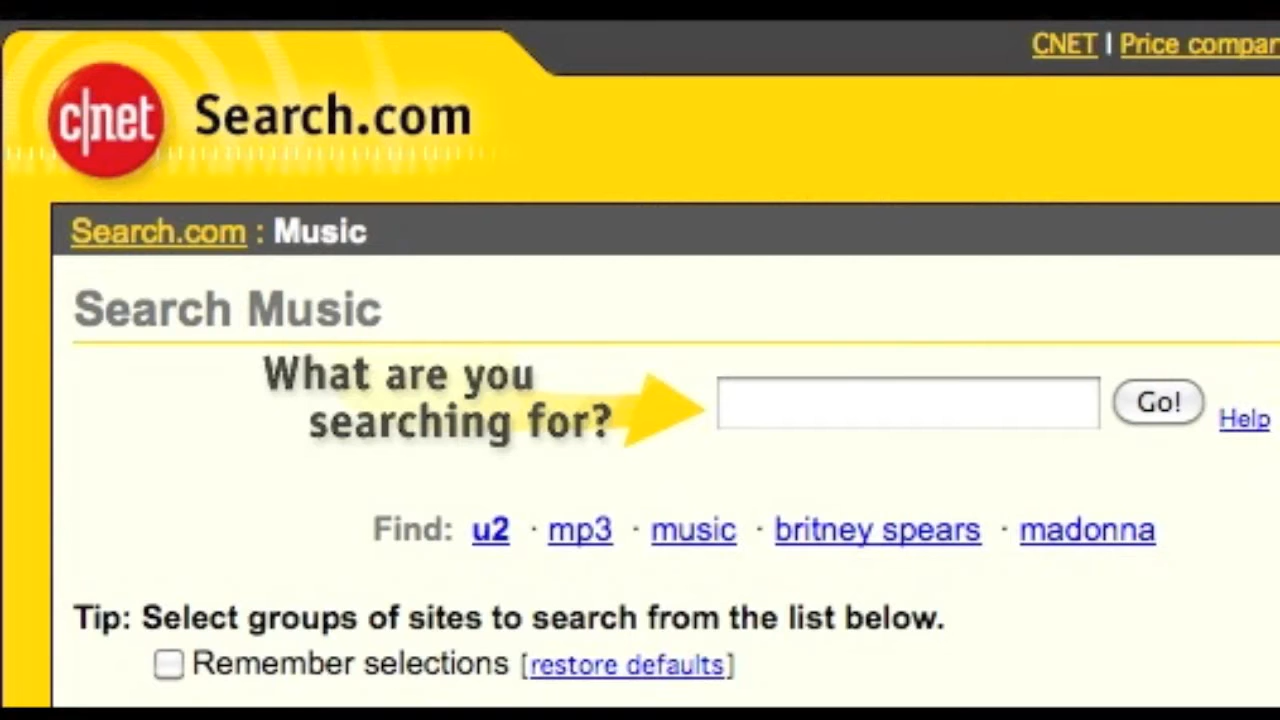 CNET | Price compar
c|net Search.com
Search.com : Music
Search Music
What are you
searching for?
Go!
Help
Find: u2 · mp3 · music · britney spears · madonna
Tip: Select groups of sites to search from the list below.
Remember selections [restore defaults]